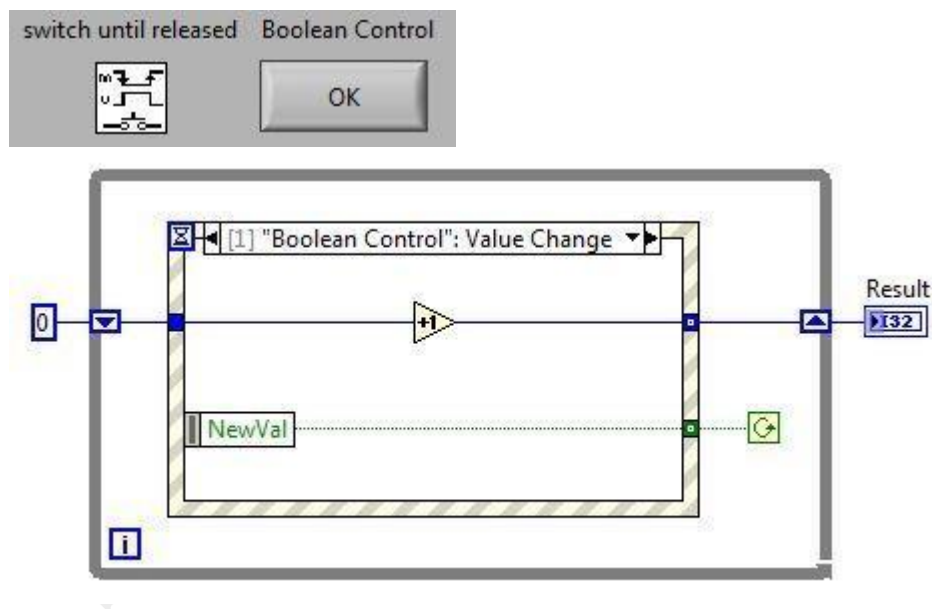 switch until released Boolean Control
m
v
OK
[1] "Boolean Control": Value Change
Result
0
+1
I32
NewVal
i